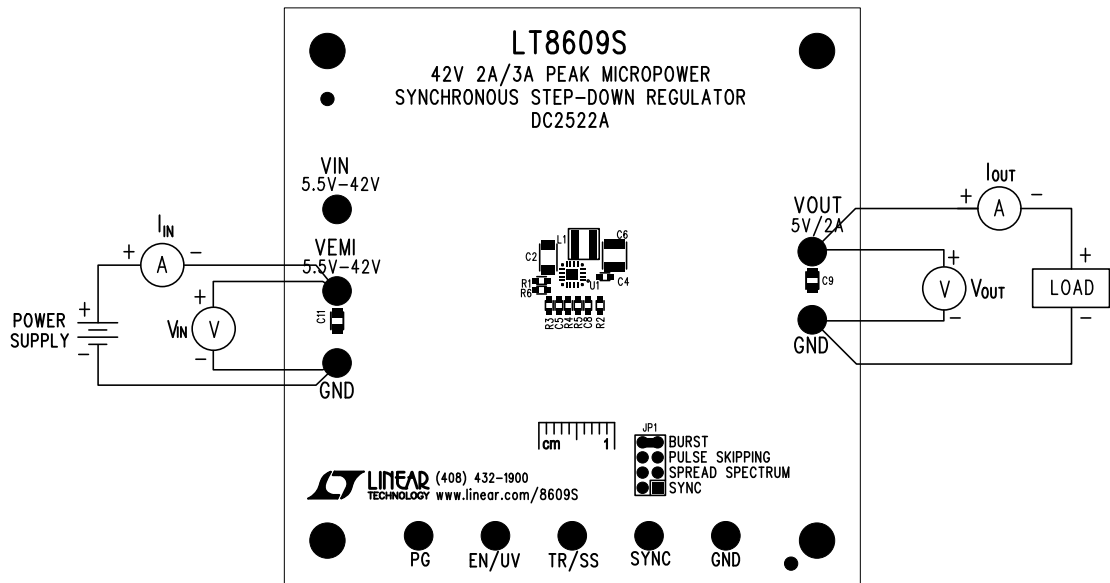 LT8609S
42V 2A/3A PEAK MICROPOWER
SYNCHRONOUS STEP-DOWN REGULATOR
DC2522A
VIN
5.5V-42V
VEMI
5.5V-42V
GND
C11
IIN
+
-
A
+
-
VIN
V
+
-
POWER
SUPPLY
+
-
L1
C6
C2
C4
U1
R1
R6
R3
C5
R4
R5
C8
R2
VOUT
5V/2A
C9
GND
IOUT
+
-
A
+
-
V
VOUT
+
-
LOAD
cm 1
JP1
BURST
PULSE SKIPPING
SPREAD SPECTRUM
SYNC
LINEAR
TECHNOLOGY
(408) 432-1900
www.linear.com/8609S
PG
EN/UV
TR/SS
SYNC
GND